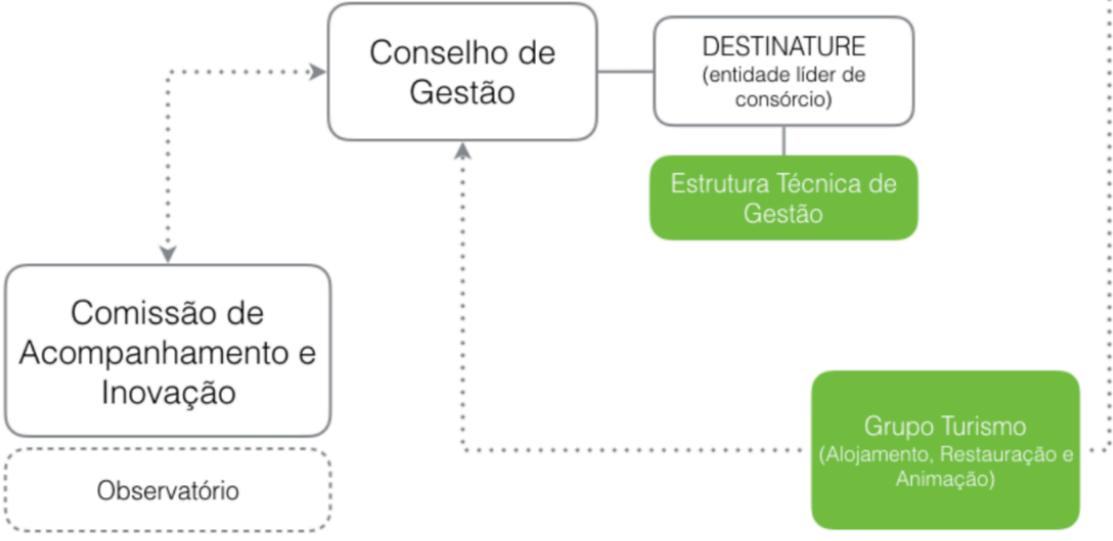 Conselho de
Gestão
DESTINATURE
(entidade líder de
consórcio)
Estrutura Técnica de
Gestão
Comissão de
Acompanhamento e
Inovação
Observatório
Grupo Turismo
(Alojamento, Restauração e
Animação)